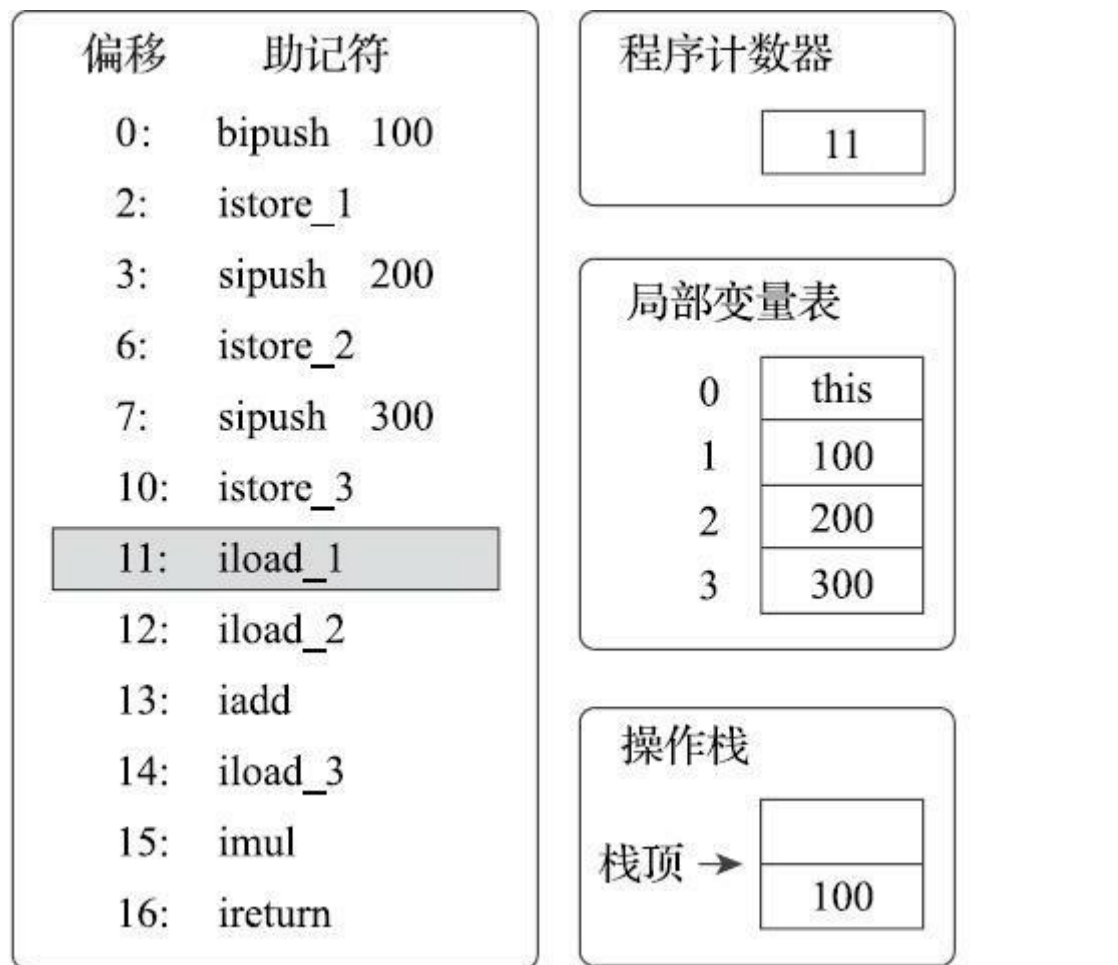 偏移 助记符
0: bipush 100
2: istore_1
3: sipush 200
6: istore_2
7: sipush 300
10: istore_3
11: iload_1
12: iload_2
13: iadd
14: iload_3
15: imul
16: ireturn
程序计数器
11
局部变量表
0 this
1 100
2 200
3 300
操作栈
栈顶
100